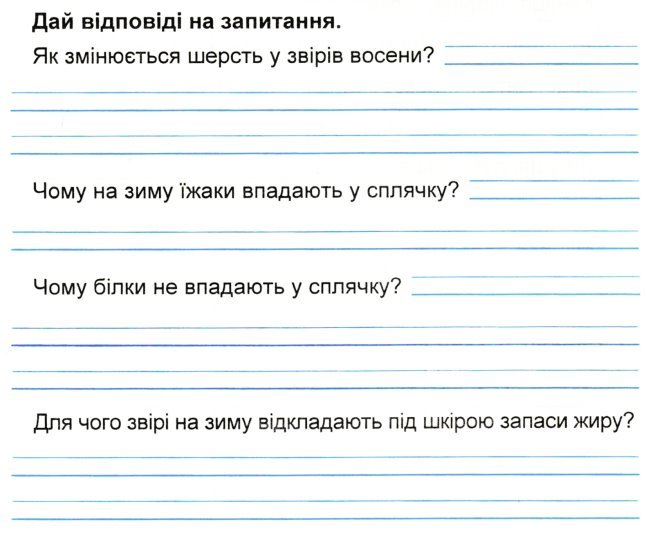 Дай відповіді на запитання.
Як змінюється шерсть у звірів восени?
Чому на зиму їжаки впадають у сплячку?
Чому білки не впадають у сплячку?
Для чого звірі на зиму відкладають під шкірою запаси жиру?